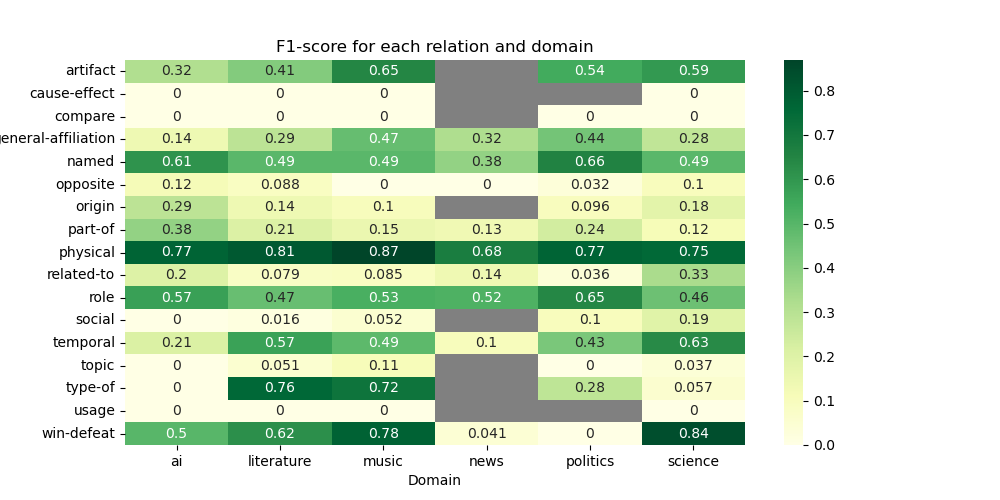 F1-score for each relation and domain
artifact 0.32 0.41 0.65 0.54 0.59
cause-effect 0 0 0 0
compare 0 0 0 0 0
eneral-affiliation 0.14 0.29 0.47 0.32 0.44 0.28
named 0.61 0.49 0.49 0.38 0.66 0.49
opposite 0.12 0.088 0 0 0.032 0.1
origin 0.29 0.14 0.1 0.096 0.18
part-of 0.38 0.21 0.15 0.13 0.24 0.12
physical 0.77 0.81 0.87 0.68 0.77 0.75
related-to 0.2 0.079 0.085 0.14 0.036 0.33
role 0.57 0.47 0.53 0.52 0.65 0.46
social 0 0.016 0.052 0.1 0.19
temporal 0.21 0.57 0.49 0.1 0.43 0.63
topic 0 0.051 0.11 0 0.037
type-of 0 0.76 0.72 0.28 0.057
usage 0 0 0 0
win-defeat 0.5 0.62 0.78 0.041 0 0.84
ai literature music news politics science
Domain
0.8
0.7
0.6
0.5
0.4
0.3
0.2
0.1
0.0